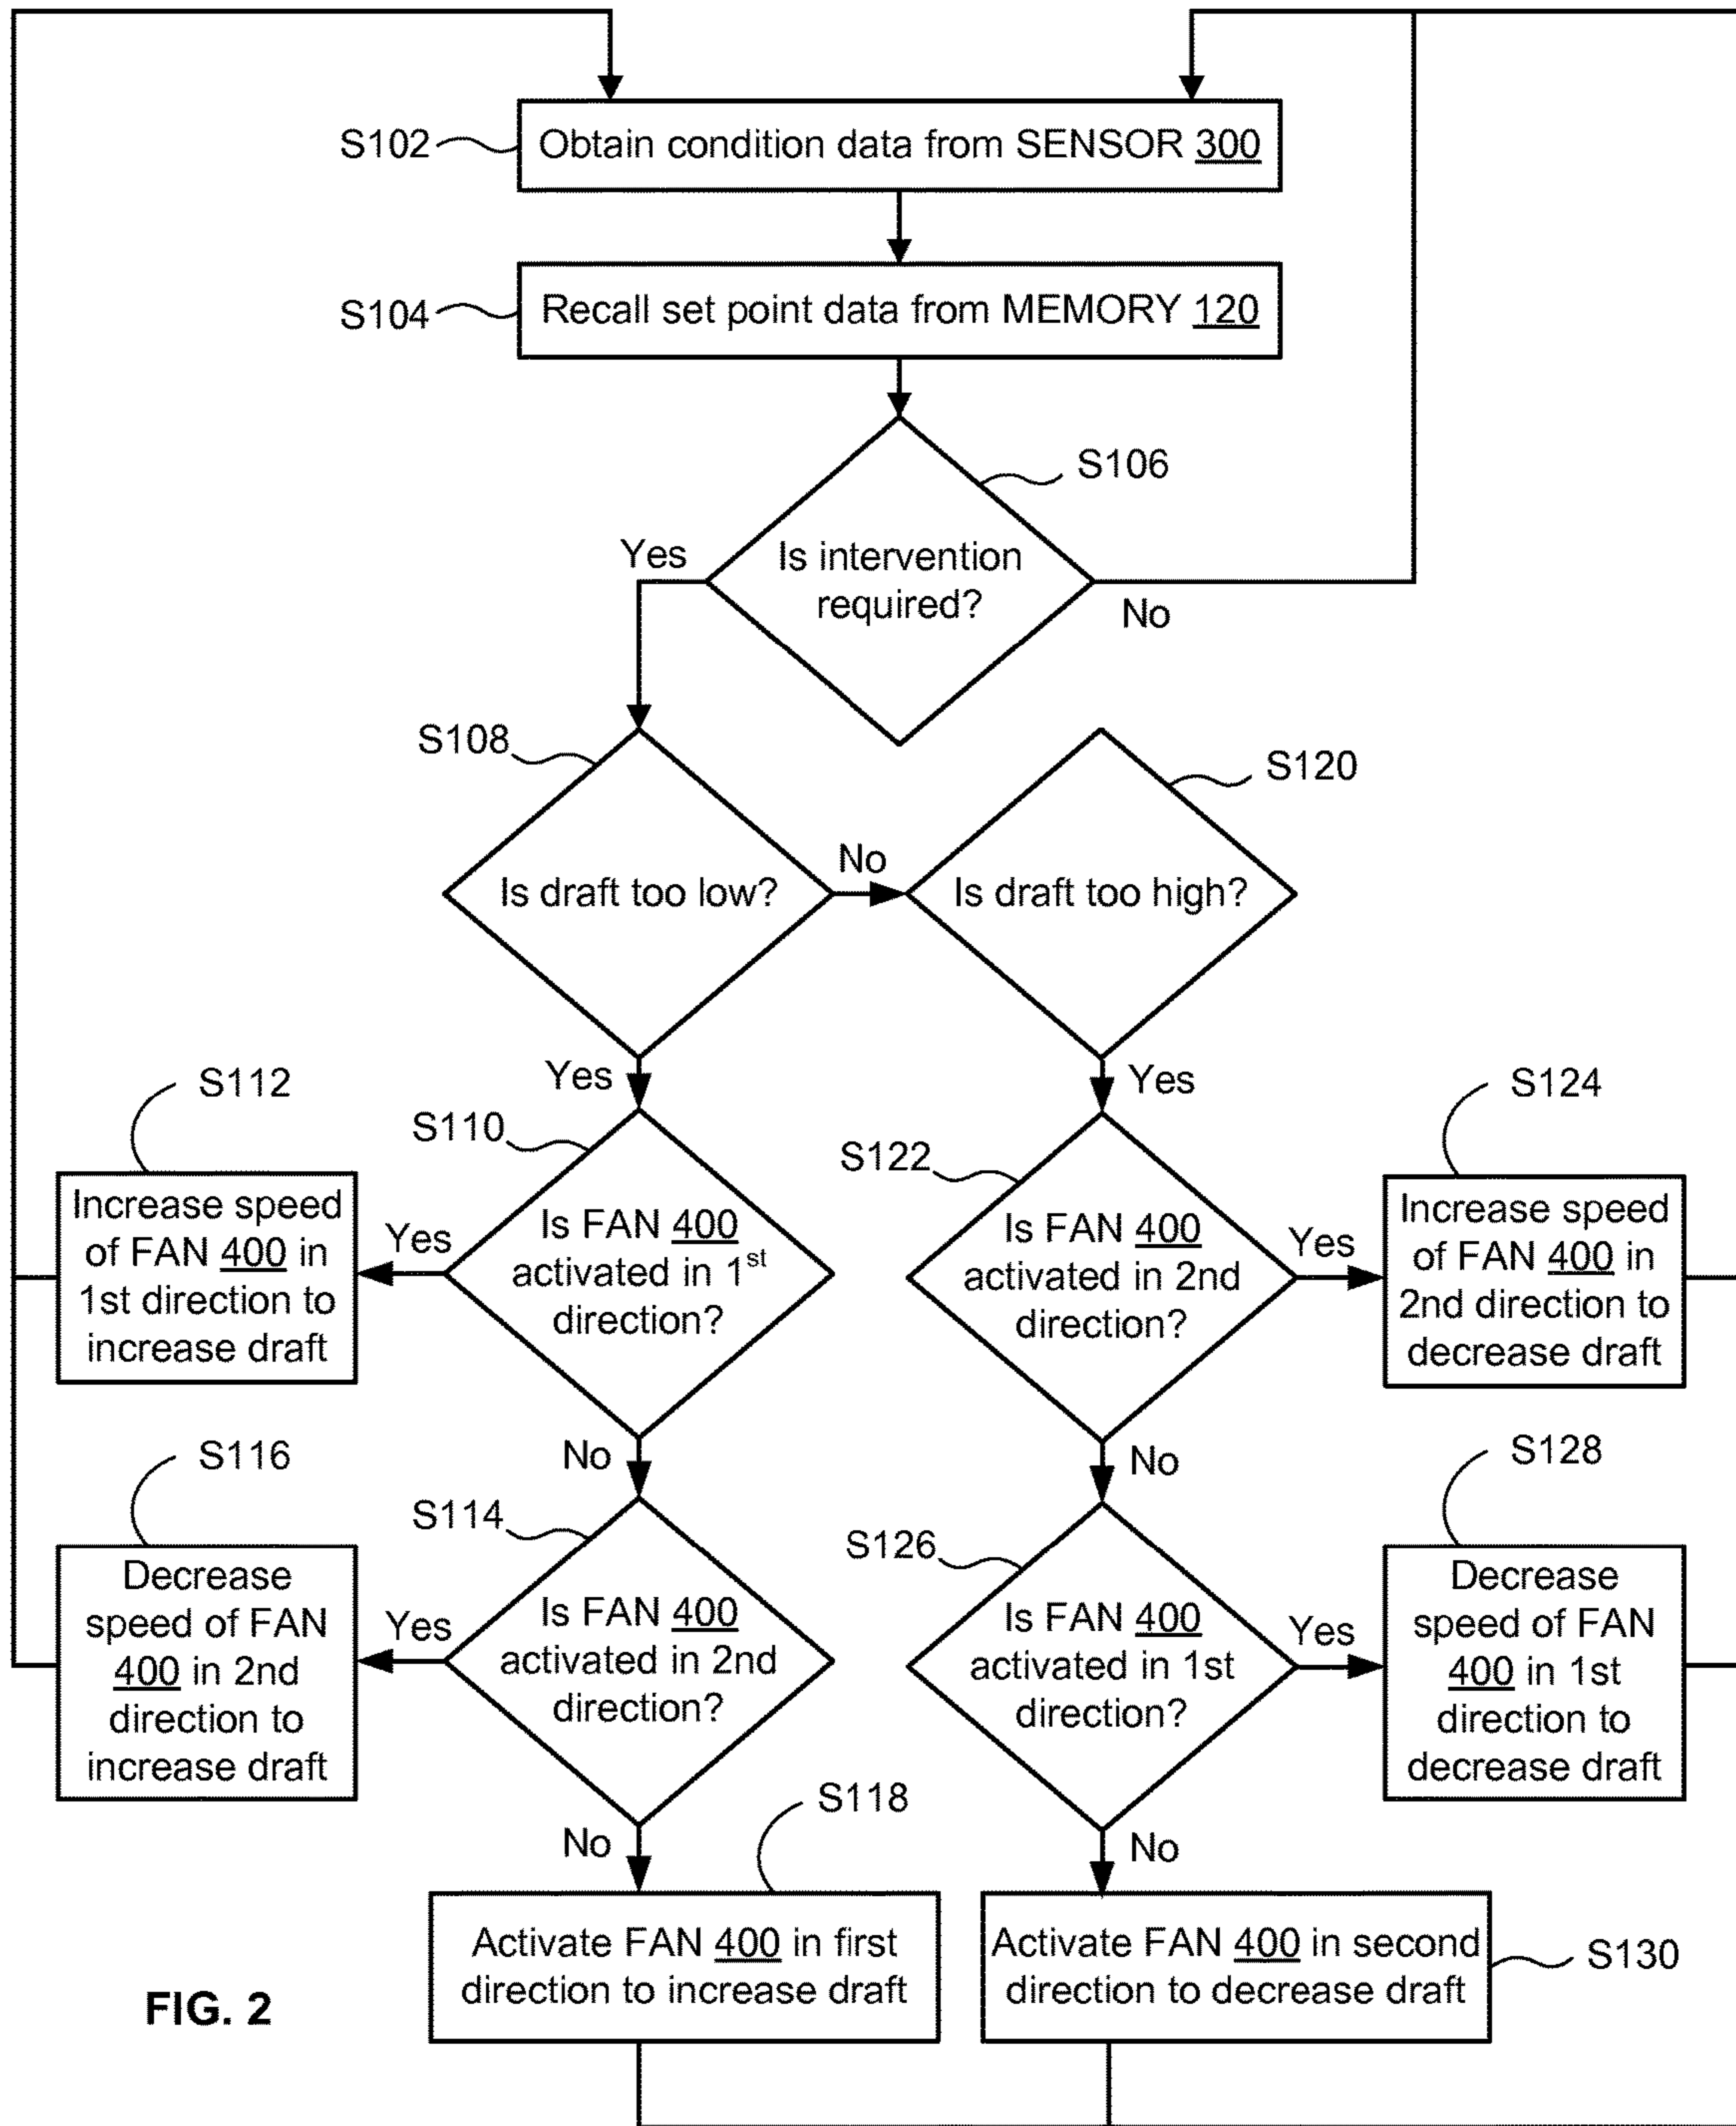 S102
Obtain condition data from SENSOR 300
S104
Recall set point data from MEMORY 120
S106
Yes
Is intervention
required?
No
S108
S120
Is draft too low?
No
Is draft too high?
Yes
Yes
S112
S110
S122
S124
Increase speed
of FAN 400 in
1st direction to
increase draft
Yes
Is FAN 400
activated in 1st
direction?
Is FAN 400
activated in 2nd
direction?
Yes
Increase speed
of FAN 400 in
2nd direction to
decrease draft
No
No
S116
S114
S126
S128
Decrease
speed of FAN
400 in 2nd
direction to
increase draft
Yes
Is FAN 400
activated in 2nd
direction?
Is FAN 400
activated in 1st
direction?
Yes
Decrease
speed of FAN
400 in 1st
direction to
decrease draft
No
S118
No
Activate FAN 400 in first
direction to increase draft
Activate FAN 400 in second
direction to decrease draft
S130
FIG. 2